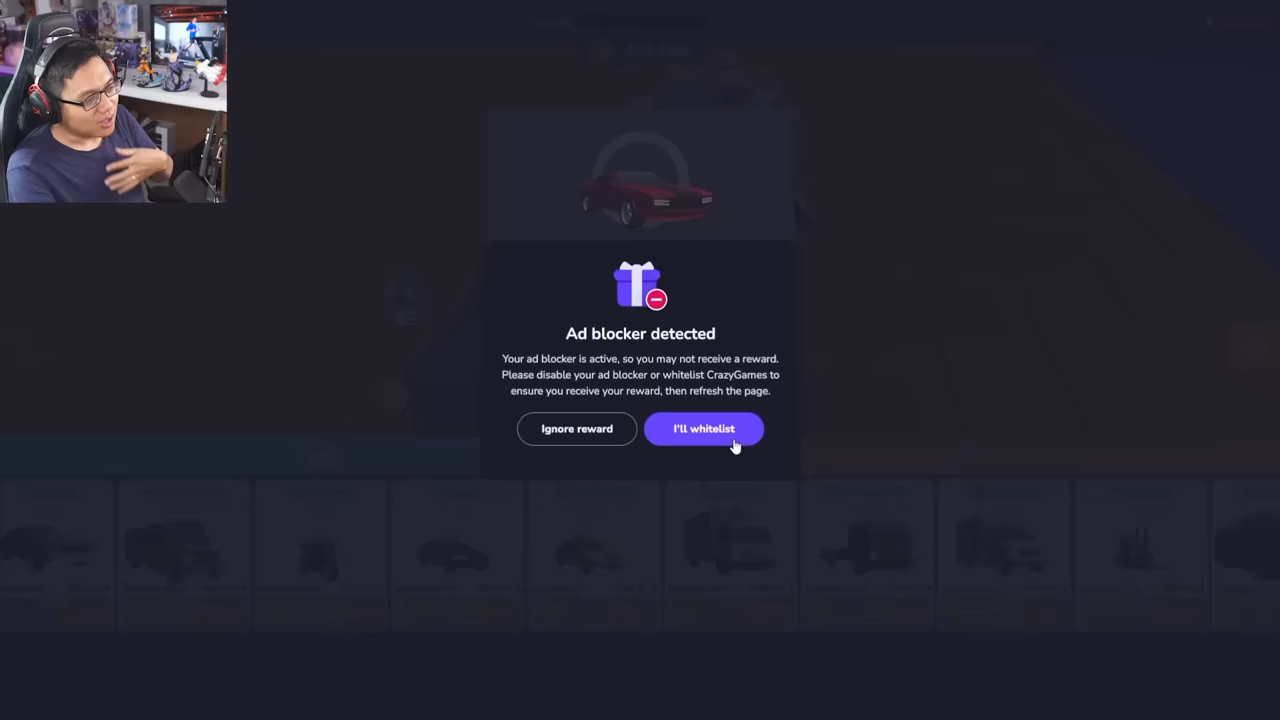 Ad blocker detected
Your ad blocker is active, so you may not receive a reward.
Please disable your ad blocker or whitelist CrazyGames to
ensure you receive your reward, then refresh the page.
Ignore reward
I'll whitelist